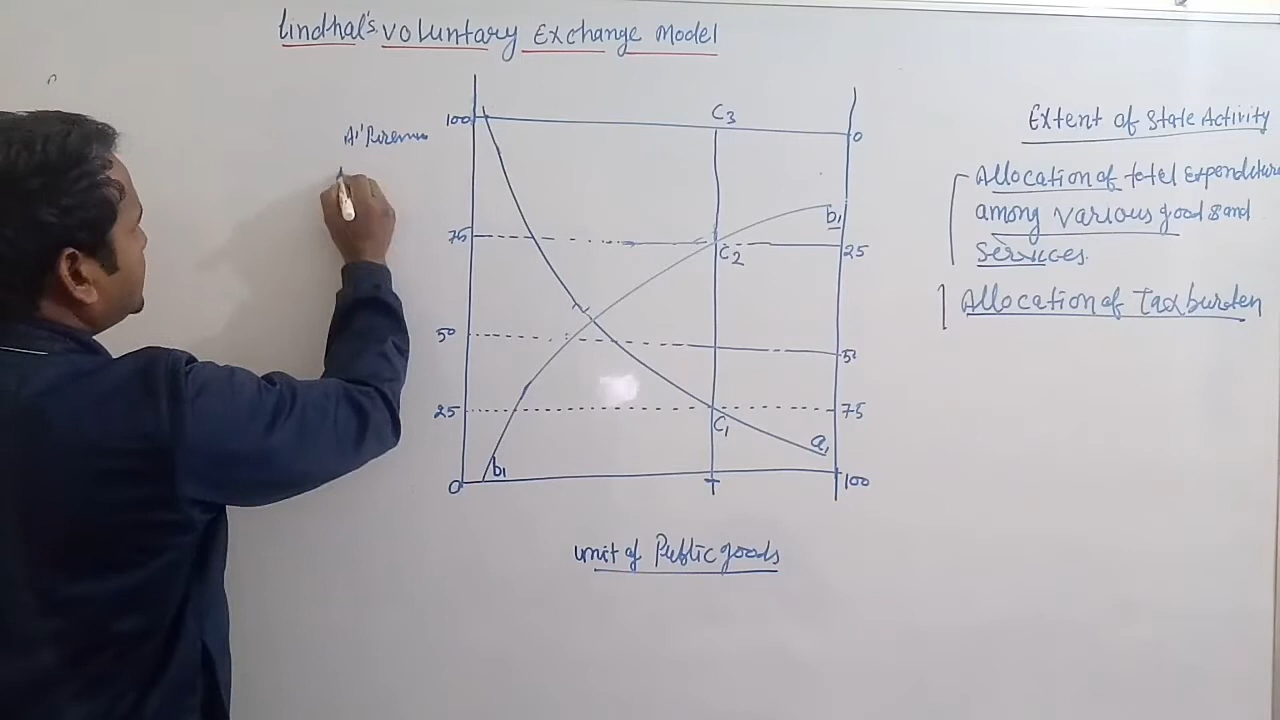 lindhal's voluntary Exchange Model
100
C3
0
Extent of State Activity
Allocation of total Expenditure
among various goods and
Services.
Allocation of Tax burden
75
b1
C2
25
50
50
25
75
C1
a1
b1
0
T
100
unit of Public goods